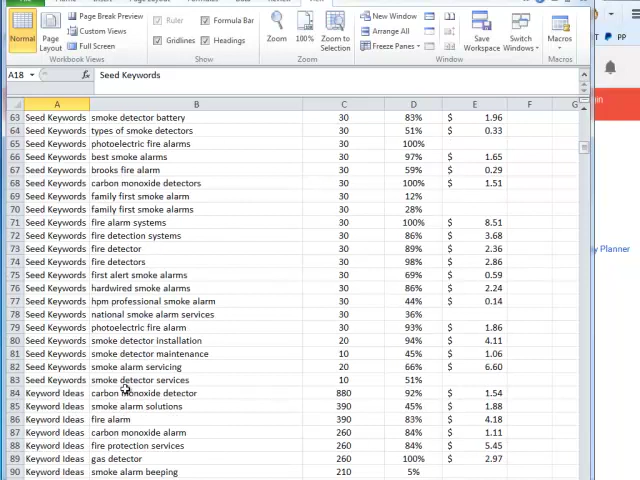 Normal
Page Layout
Page Break Preview
Custom Views
Full Screen
Workbook Views
Ruler
Formula Bar
Gridlines
Headings
Show
Zoom
100%
Zoom to Selection
Zoom
New Window
Arrange All
Freeze Panes
Save Workspace
Switch Windows
Window
Macros
Macros
A18
fx
Seed Keywords
A B C D E F G
63 Seed Keywords smoke detector battery 30 83% $ 1.96
64 Seed Keywords types of smoke detectors 30 51% $ 0.33
65 Seed Keywords photoelectric fire alarms 30 100%
66 Seed Keywords best smoke alarms 30 97% $ 1.65
67 Seed Keywords brooks fire alarm 30 59% $ 0.29
68 Seed Keywords carbon monoxide detectors 30 100% $ 1.51
69 Seed Keywords family first smoke alarm 30 12%
70 Seed Keywords family first smoke alarms 30 28%
71 Seed Keywords fire alarm systems 30 100% $ 8.51
72 Seed Keywords fire detection systems 30 86% $ 3.68
73 Seed Keywords fire detector 30 89% $ 2.36
74 Seed Keywords fire detectors 30 98% $ 2.86
75 Seed Keywords first alert smoke alarms 30 69% $ 0.59
76 Seed Keywords hardwired smoke alarms 30 86% $ 2.24
77 Seed Keywords hpm professional smoke alarm 30 44% $ 0.14
78 Seed Keywords national smoke alarm services 30 36%
79 Seed Keywords photoelectric fire alarm 30 93% $ 1.86
80 Seed Keywords smoke detector installation 20 94% $ 4.11
81 Seed Keywords smoke detector maintenance 10 45% $ 1.06
82 Seed Keywords smoke alarm servicing 20 66% $ 6.60
83 Seed Keywords smoke detector services 10 51%
84 Keyword Ideas carbon monoxide detector 880 92% $ 1.54
85 Keyword Ideas smoke alarm solutions 390 45% $ 1.88
86 Keyword Ideas fire alarm 390 83% $ 4.18
87 Keyword Ideas carbon monoxide alarm 260 84% $ 1.11
88 Keyword Ideas fire protection services 260 88% $ 5.45
89 Keyword Ideas gas detector 260 100% $ 2.97
90 Keyword Ideas smoke alarm beeping 210 5%
PP
y Planner